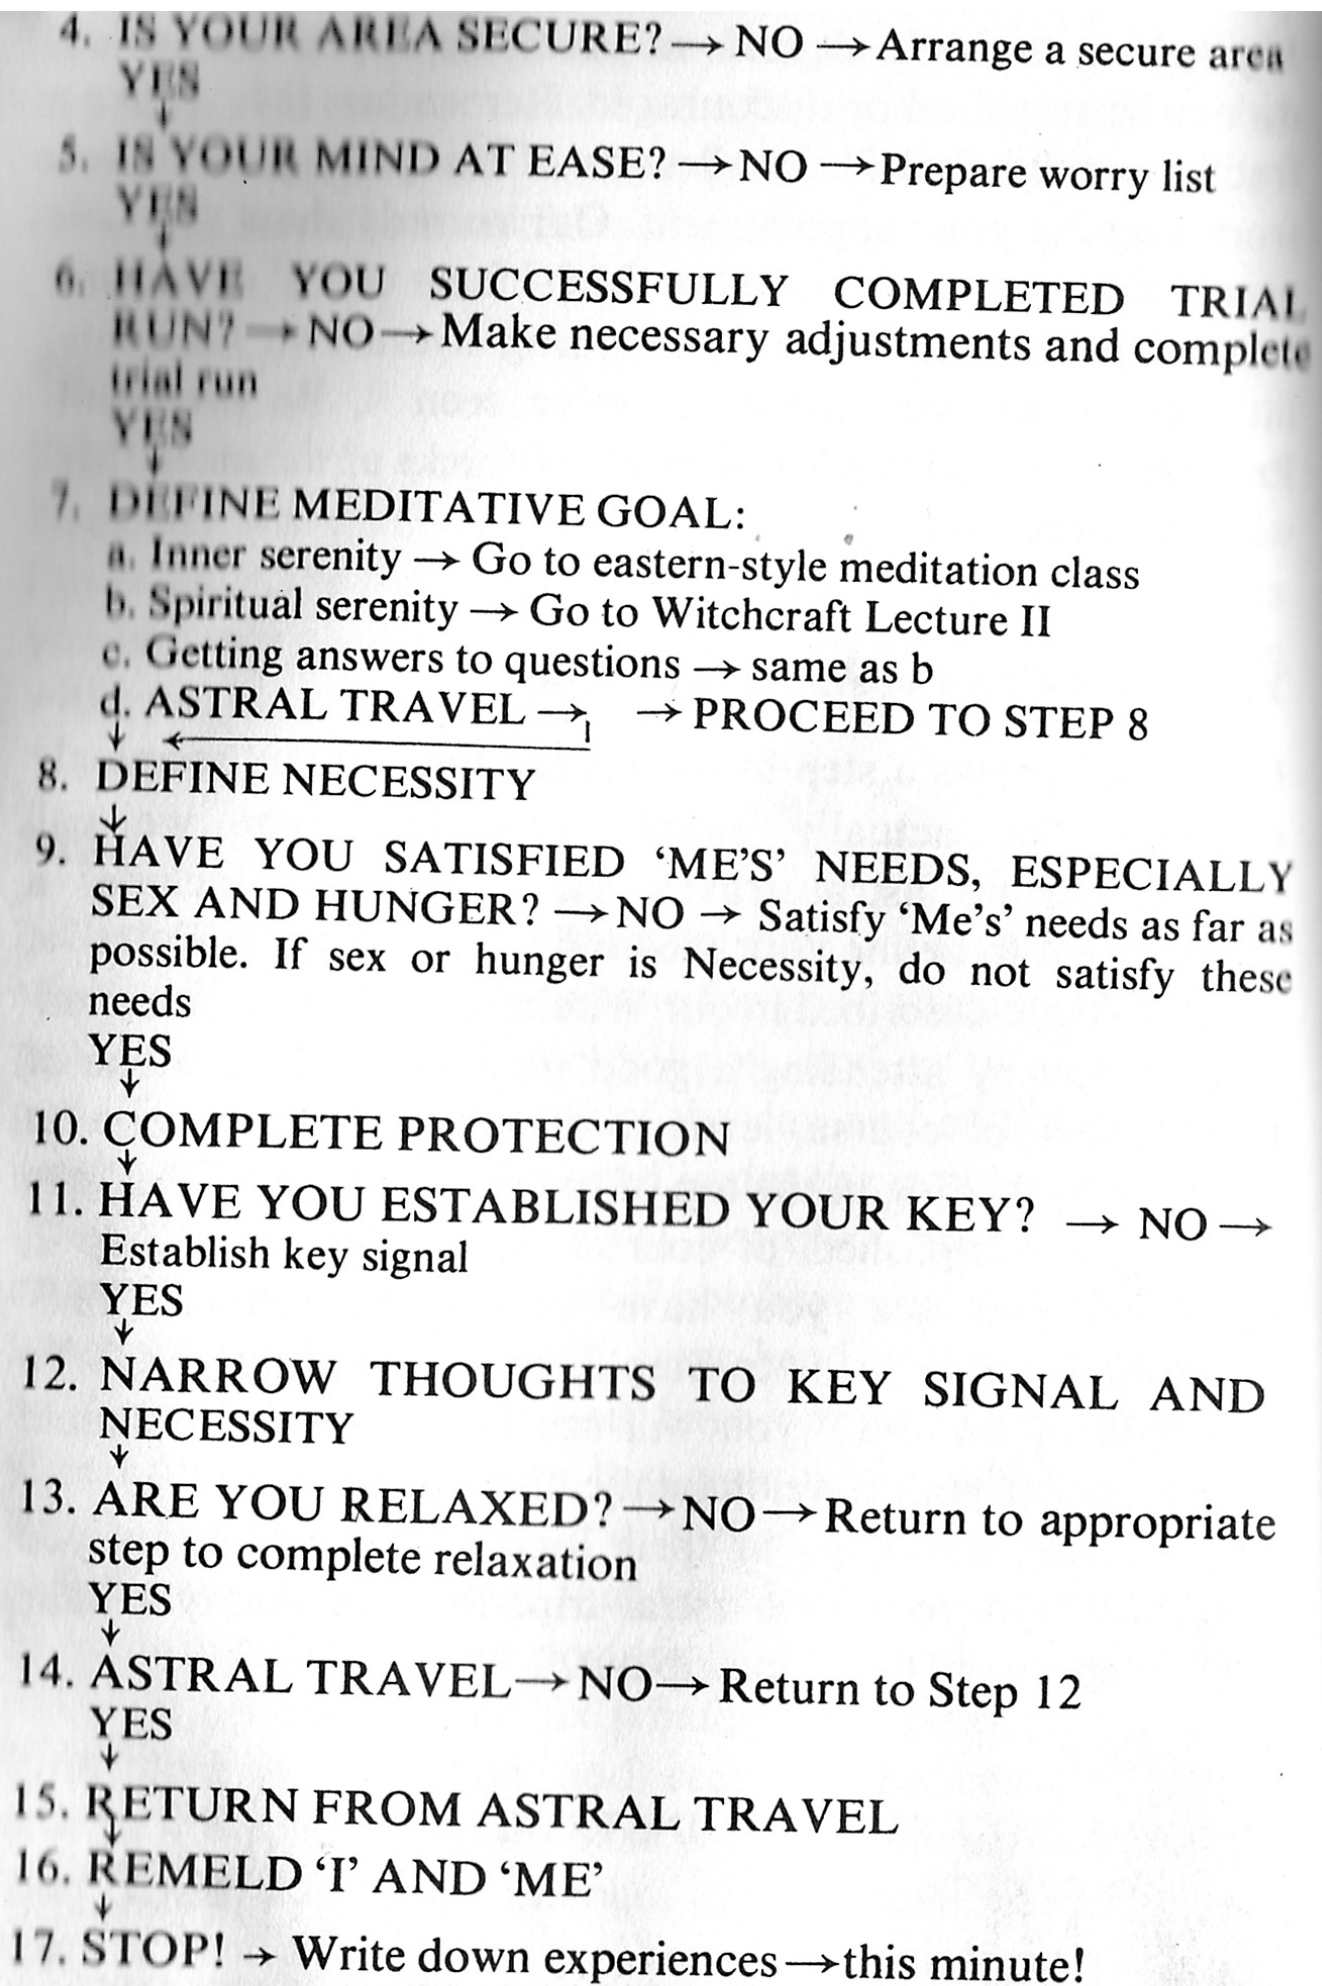 4. IS YOUR AREA SECURE? → NO → Arrange a secure area
YES
↓
5. IS YOUR MIND AT EASE? → NO → Prepare worry list
YES
↓
6. HAVE YOU SUCCESSFULLY COMPLETED TRIAL
RUN? → NO → Make necessary adjustments and complete
trial run
YES
↓
7. DEFINE MEDITATIVE GOAL:
a. Inner serenity → Go to eastern-style meditation class
b. Spiritual serenity → Go to Witchcraft Lecture II
c. Getting answers to questions → same as b
d. ASTRAL TRAVEL → → PROCEED TO STEP 8
↓ ←
8. DEFINE NECESSITY
↓
9. HAVE YOU SATISFIED ‘ME’S’ NEEDS, ESPECIALLY
SEX AND HUNGER? → NO → Satisfy ‘Me’s’ needs as far as
possible. If sex or hunger is Necessity, do not satisfy these
needs
YES
↓
10. COMPLETE PROTECTION
↓
11. HAVE YOU ESTABLISHED YOUR KEY? → NO →
Establish key signal
YES
↓
12. NARROW THOUGHTS TO KEY SIGNAL AND
NECESSITY
↓
13. ARE YOU RELAXED? → NO → Return to appropriate
step to complete relaxation
YES
↓
14. ASTRAL TRAVEL → NO → Return to Step 12
YES
↓
15. RETURN FROM ASTRAL TRAVEL
↓
16. REMELD ‘I’ AND ‘ME’
↓
17. STOP! → Write down experiences → this minute!